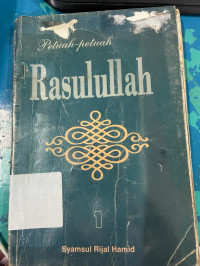 Petuah-petuah
Rasulullah
1
Syamsul Rijal Hamid